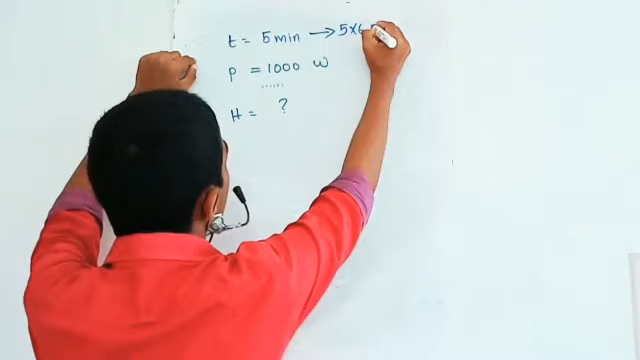 t = 5 min → 5×6
P = 1000 W
H = ?